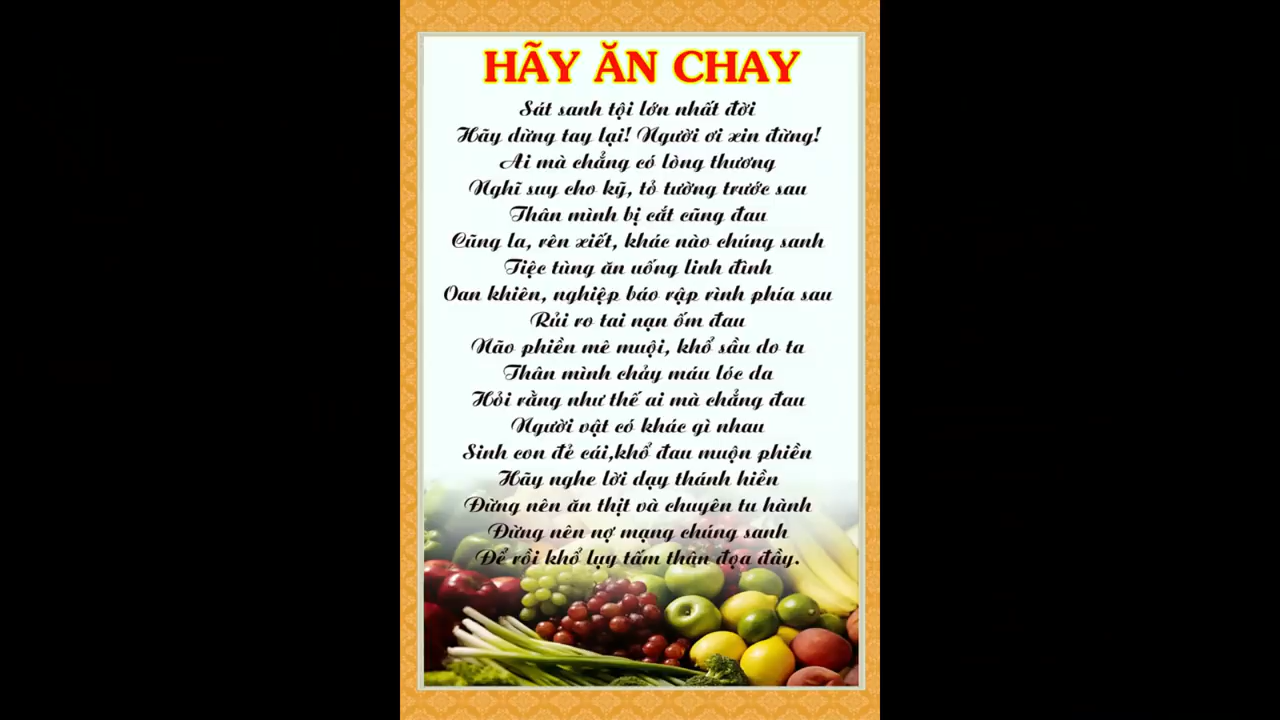 HÃY ĂN CHAY
Sát sanh tội lớn nhất đời
Hãy dừng tay lại! Người ơi xin đừng!
Ai mà chẳng có lòng thương
Nghĩ suy cho kỹ, tỏ tường trước sau
Thân mình bị cắt cũng đau
Cũng la, rên xiết, khác nào chúng sanh
Tiệc tùng ăn uống linh đình
Oan khiên, nghiệp báo rập rình phía sau
Rủi ro tai nạn ốm đau
Não phiền mê muội, khổ sầu do ta
Thân mình chảy máu lóc da
Hỏi rằng như thế ai mà chẳng đau
Người vật có khác gì nhau
Sinh con đẻ cái,khổ đau muộn phiền
Hãy nghe lời dạy thánh hiền
Đừng nên ăn thịt và chuyên tu hành
Đừng nên nợ mạng chúng sanh
Để rồi khổ lụy tấm thân đọa đầy.